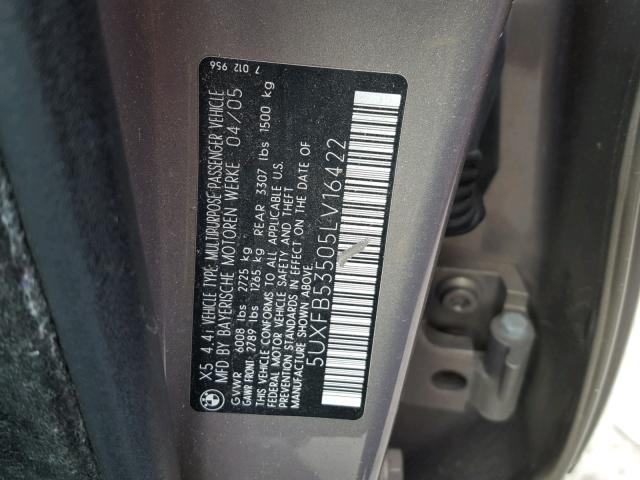 X5 4.4i VEHICLE TYPE: MULTIPURPOSE-PASSENGER VEHICLE
MFD BY BAYERISCHE MOTOREN WERKE 04/05
GVWR 6008 lbs 2725 kg
GAWR FRONT 2789 lbs 1265 kg REAR 3307 lbs 1500 kg
THIS VEHICLE CONFORMS TO ALL APPLICABLE U.S.
FEDERAL MOTOR VEHICLE SAFETY AND THEFT
PREVENTION STANDARDS IN EFFECT ON THE DATE OF
MANUFACTURE SHOWN ABOVE.
5UXFB53505LV16422
7 012 956